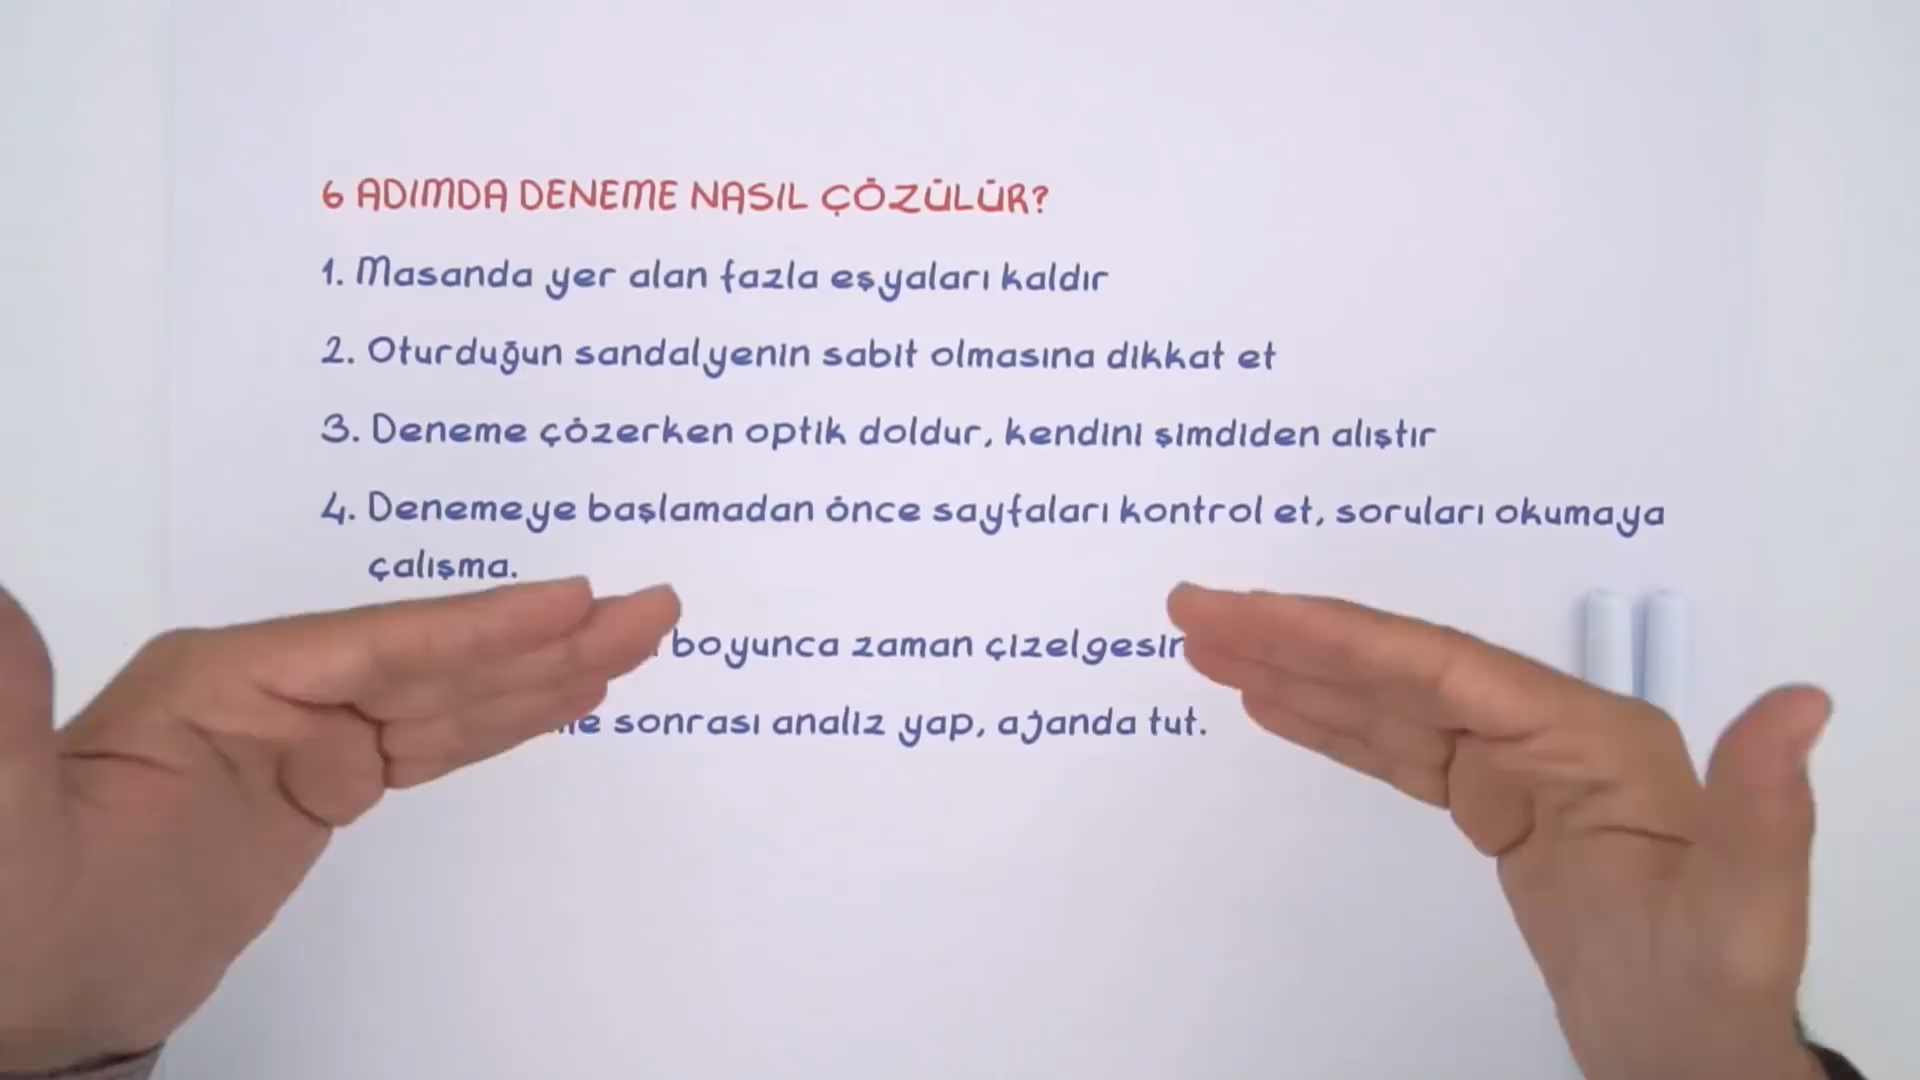 6 ADIMDA DENEME NASIL ÇÖZÜLÜR?
1. Masanda yer alan fazla eşyaları kaldır
2. Oturduğun sandalyenin sabit olmasına dikkat et
3. Deneme çözerken optik doldur, kendini şimdiden alıştır
4. Denemeye başlamadan önce sayfaları kontrol et, soruları okumaya
çalışma.
boyunca zaman
sonrası analiz yap, ajanda tut.